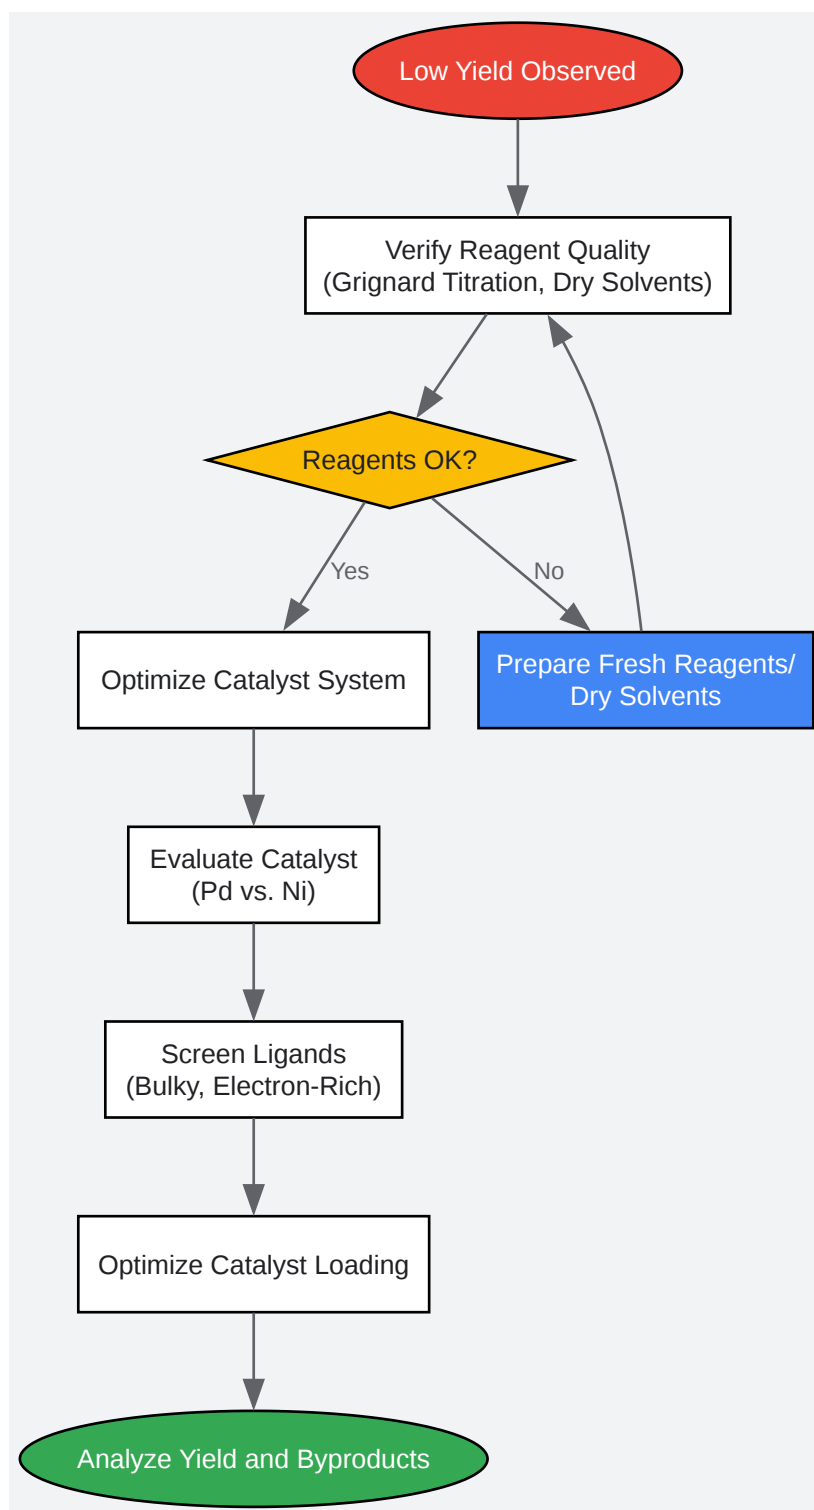 Low Yield Observed
Verify Reagent Quality
(Grignard Titration, Dry Solvents)
Reagents OK?
Yes
No
Optimize Catalyst System
Prepare Fresh Reagents/
Dry Solvents
Evaluate Catalyst
(Pd vs. Ni)
Screen Ligands
(Bulky, Electron-Rich)
Optimize Catalyst Loading
Analyze Yield and Byproducts